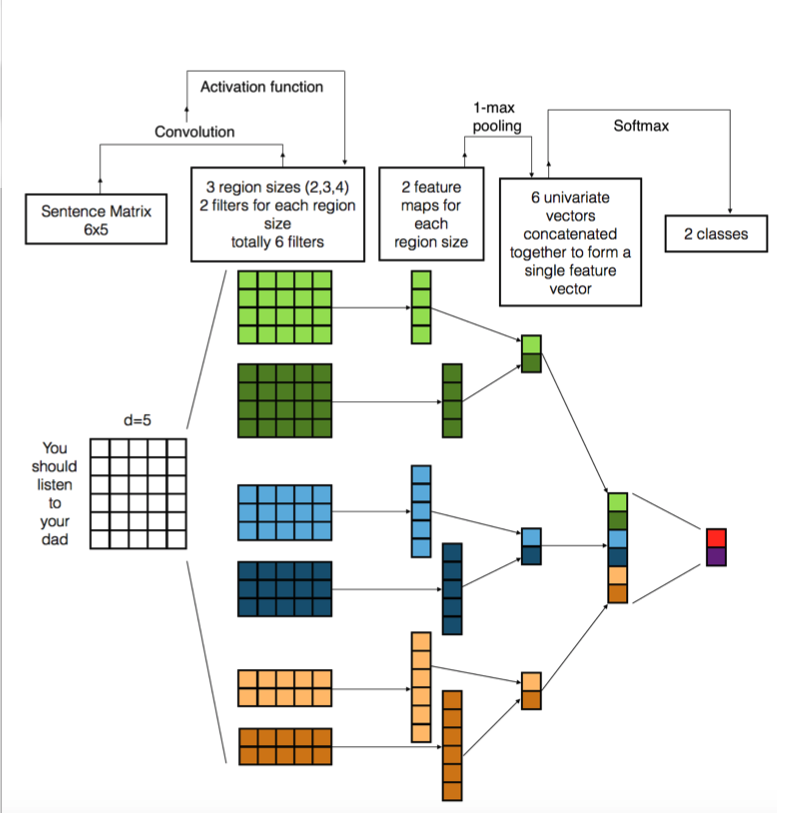 Activation function
Convolution
1-max
pooling
Softmax
Sentence Matrix
6x5
3 region sizes (2,3,4)
2 filters for each region
size
totally 6 filters
2 feature
maps for
each
region size
6 univariate
vectors
concatenated
together to form a
single feature
vector
2 classes
d=5
You
should
listen
to
your
dad